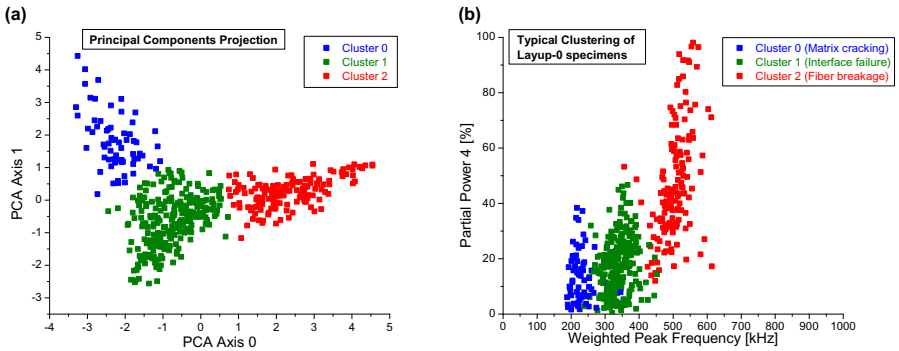 (a)
Principal Components Projection
Cluster 0
Cluster 1
Cluster 2
PCA Axis 1
5
4
3
2
1
0
-1
-2
-3
-4 -3 -2 -1 0 1 2 3 4 5
PCA Axis 0
(b)
Typical Clustering of
Layup-0 specimens
Cluster 0 (Matrix cracking)
Cluster 1 (Interface failure)
Cluster 2 (Fiber breakage)
Partial Power 4 [%]
100
80
60
40
20
0
0 100 200 300 400 500 600 700 800 900 1000
Weighted Peak Frequency [kHz]